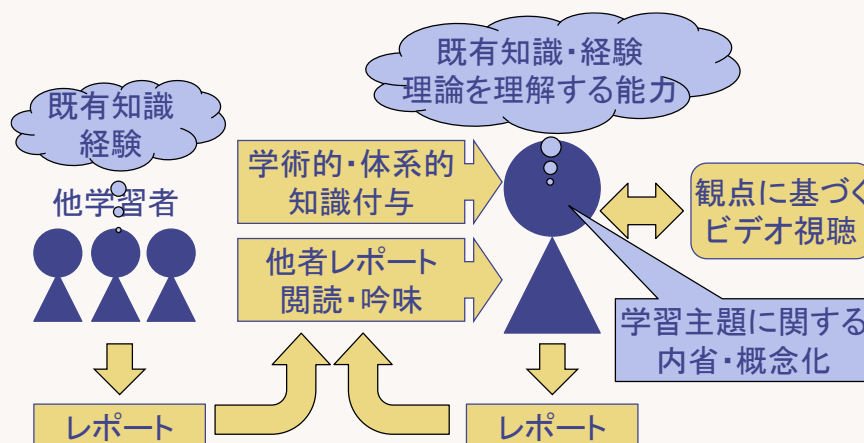 既有知識・経験
理論を理解する能力
既有知識
経験
他学習者
学術的・体系的
知識付与
観点に基づく
ビデオ視聴
他者レポート
閲読・吟味
学習主題に関する
内省・概念化
レポート
レポート